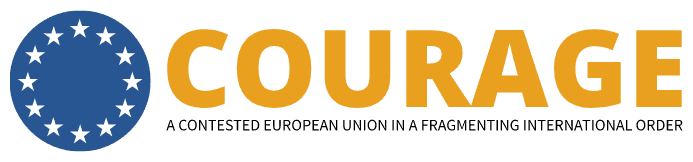 COURAGE
A CONTESTED EUROPEAN UNION IN A FRAGMENTING INTERNATIONAL ORDER